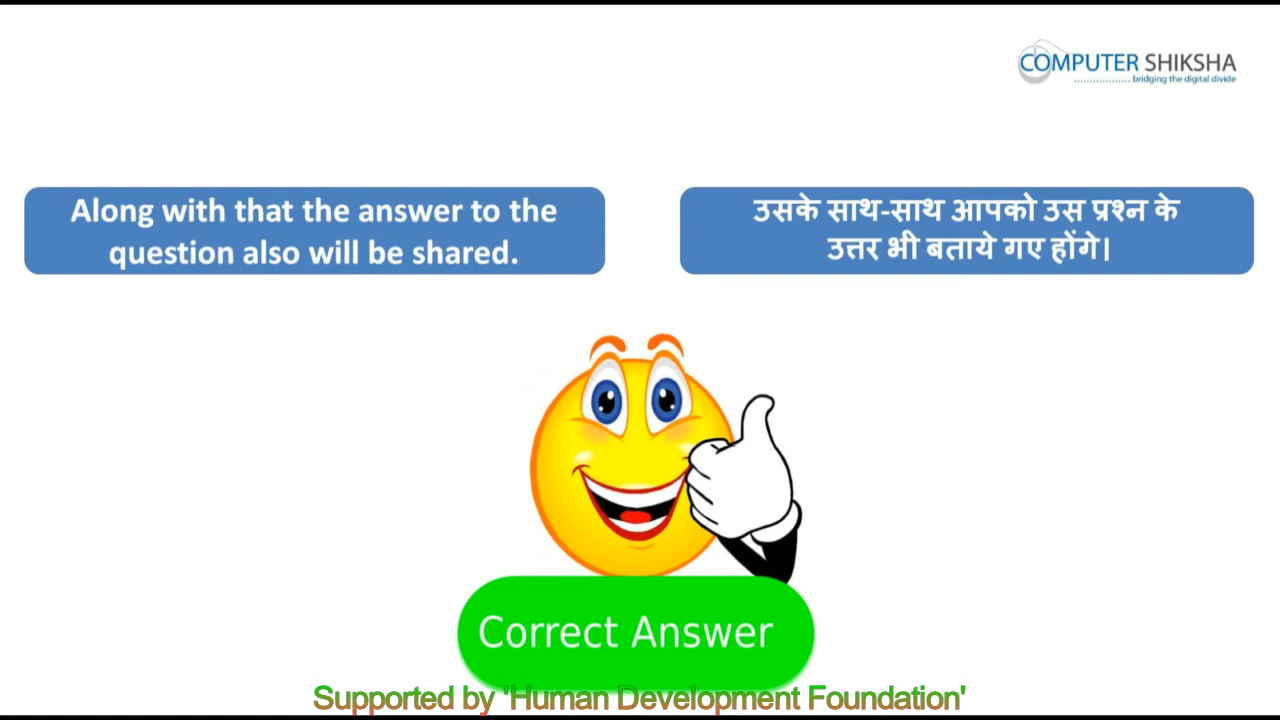 COMPUTER SHIKSHA
bridging the digital divide
Along with that the answer to the
question also will be shared.
उसके साथ-साथ आपको उस प्रश्न के
उत्तर भी बताये गए होंगे।
Correct Answer
Supported by 'Human Development Foundation'